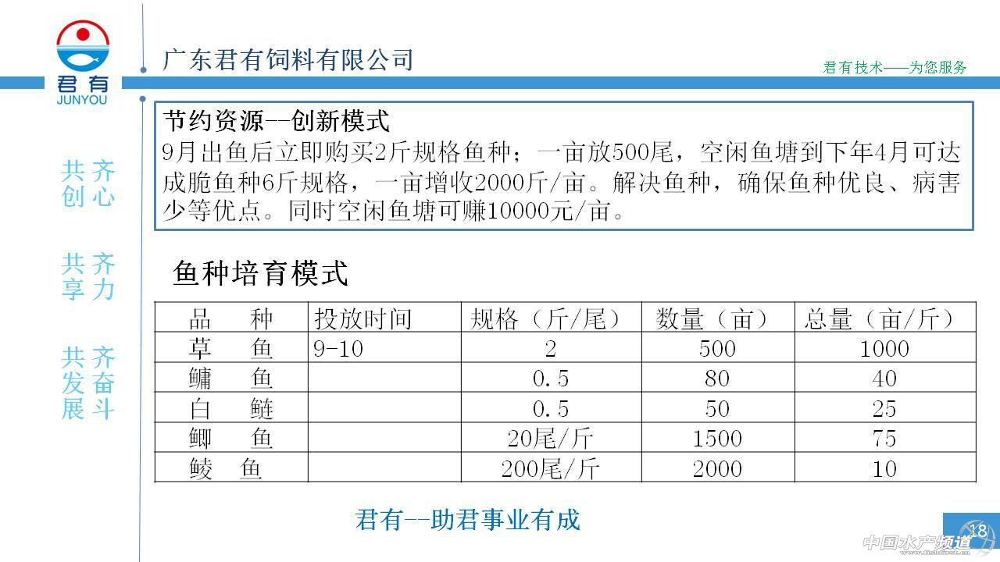 君有
JUNYOU
广东君有饲料有限公司
君有技术——为您服务
节约资源--创新模式
9月出鱼后立即购买2斤规格鱼种；一亩放500尾，空闲鱼塘到下年4月可达
成脆鱼种6斤规格，一亩增收2000斤/亩。解决鱼种，确保鱼种优良、病害
少等优点。同时空闲鱼塘可赚10000元/亩。
齐心
共创
齐力
共享
齐奋斗
共发展
鱼种培育模式
品 种 投放时间 规格（斤/尾） 数量（亩） 总量（亩/斤）
草 鱼 9-10 2 500 1000
鳙 鱼 0.5 80 40
白 鲢 0.5 50 25
鲫 鱼 20尾/斤 1500 75
鲮 鱼 200尾/斤 2000 10
君有--助君事业有成
18
中国水产频道
www.fishfirst.cn